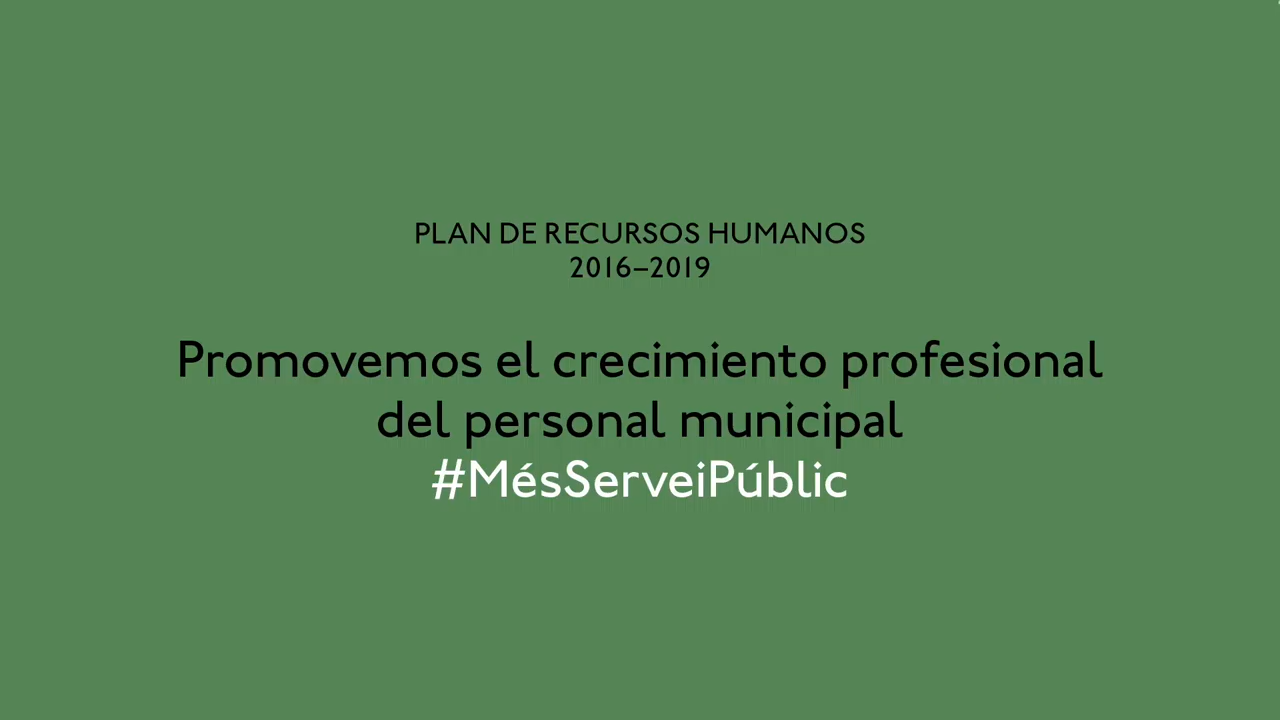 PLAN DE RECURSOS HUMANOS
2016–2019
Promovemos el crecimiento profesional
del personal municipal
#MésServeiPúblic